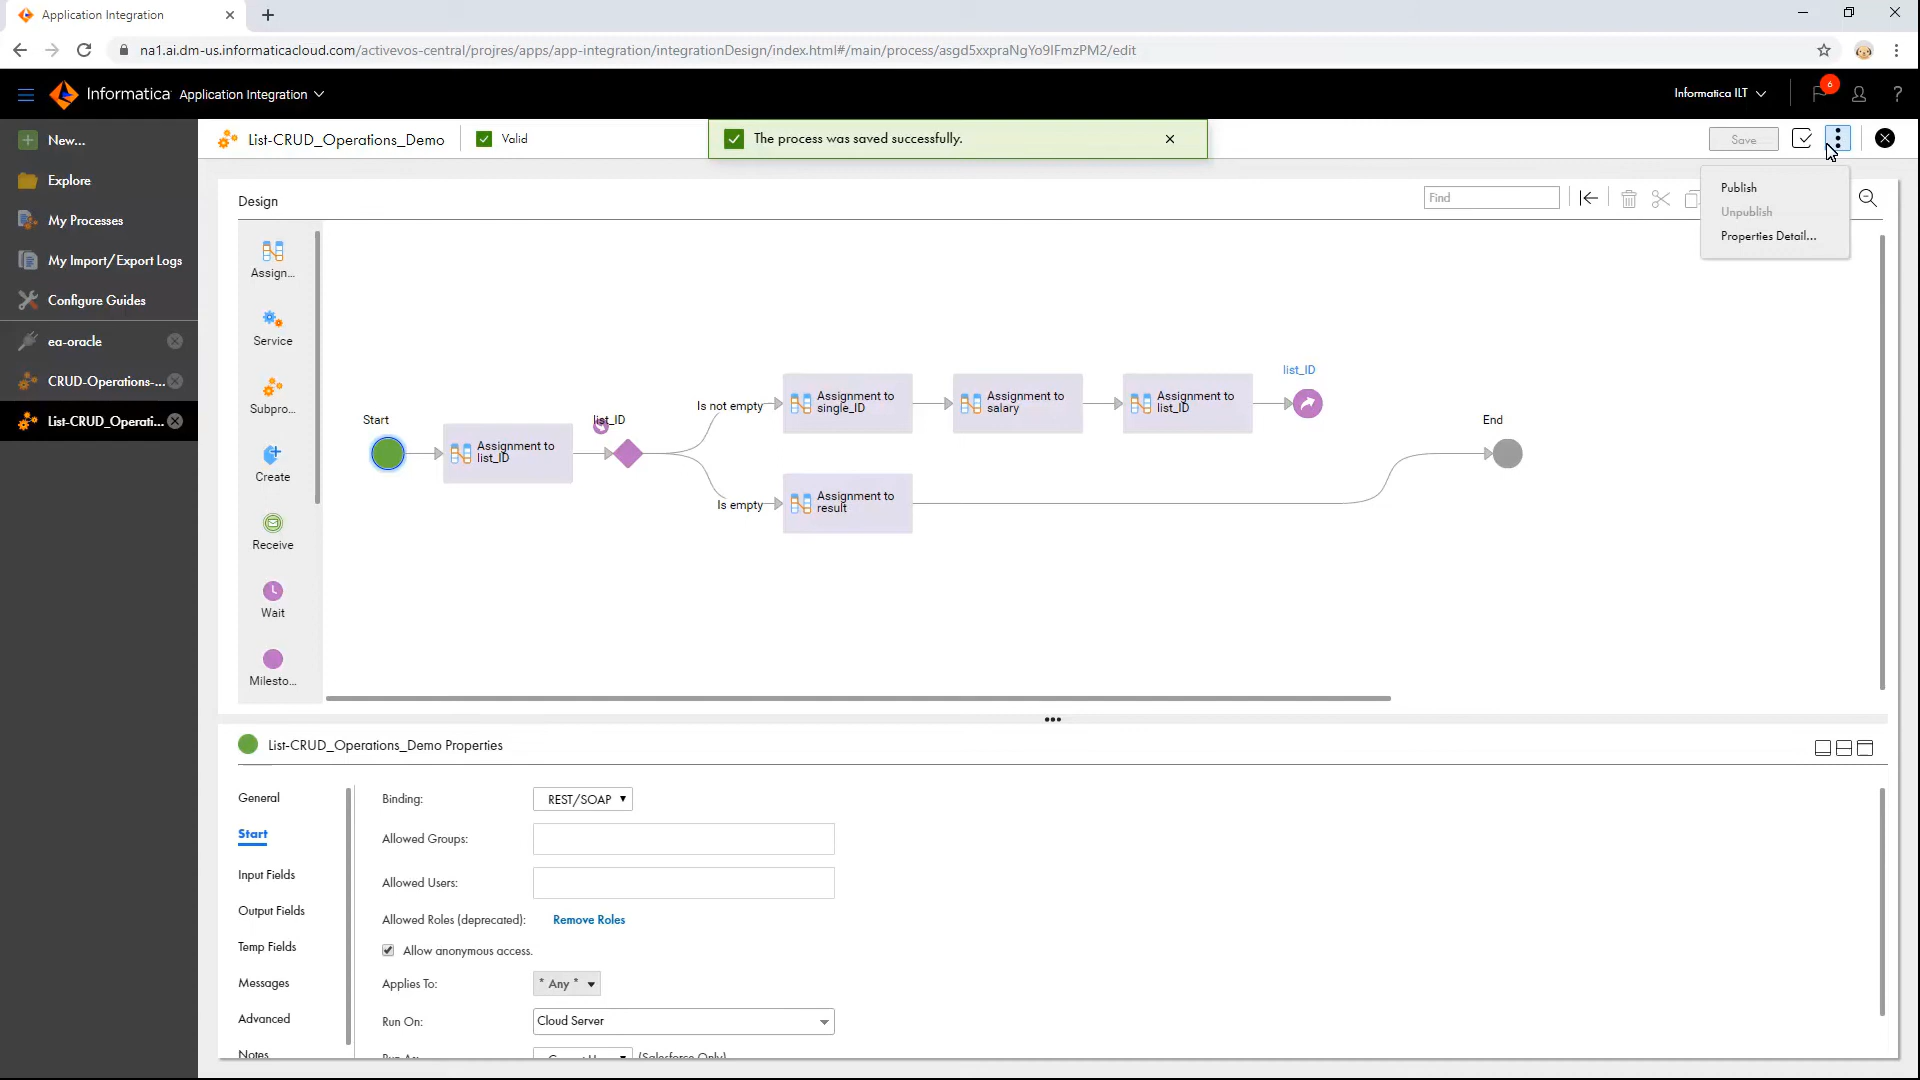 Application Integration
na1.ai.dm-us.informaticacloud.com/activevos-central/projres/apps/app-integration/integrationDesign/index.html#/main/process/asgd5xxpraNgYo9IFmzPM2/edit
Informatica Application Integration
Informatica ILT
6
?
New...
Explore
My Processes
My Import/Export Logs
Configure Guides
ea-oracle
CRUD-Operations-...
List-CRUD_Operati...
List-CRUD_Operations_Demo
Valid
The process was saved successfully.
Save
Publish
Unpublish
Properties Detail...
Design
Find
Assign...
Service
Subpro...
Create
Receive
Wait
Milesto...
Start
Assignment to
list_ID
list_ID
Is not empty
Is empty
Assignment to
single_ID
Assignment to
salary
Assignment to
list_ID
list_ID
Assignment to
result
End
List-CRUD_Operations_Demo Properties
General
Start
Input Fields
Output Fields
Temp Fields
Messages
Advanced
Notes
Binding:
REST/SOAP
Allowed Groups:
Allowed Users:
Allowed Roles (deprecated):
Remove Roles
Allow anonymous access.
Applies To:
* Any *
Run On:
Cloud Server
Run As:
(Salesforce Only)